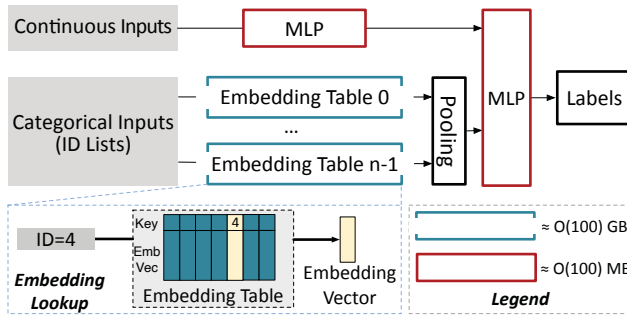 Continuous Inputs
MLP
Categorical Inputs
(ID Lists)
Embedding Table 0
...
Embedding Table n-1
Pooling
MLP
Labels
ID=4
Embedding
Lookup
Key
4
Emb
Vec
Embedding Table
Embedding
Vector
≈ O(100) GB
≈ O(100) MB
Legend